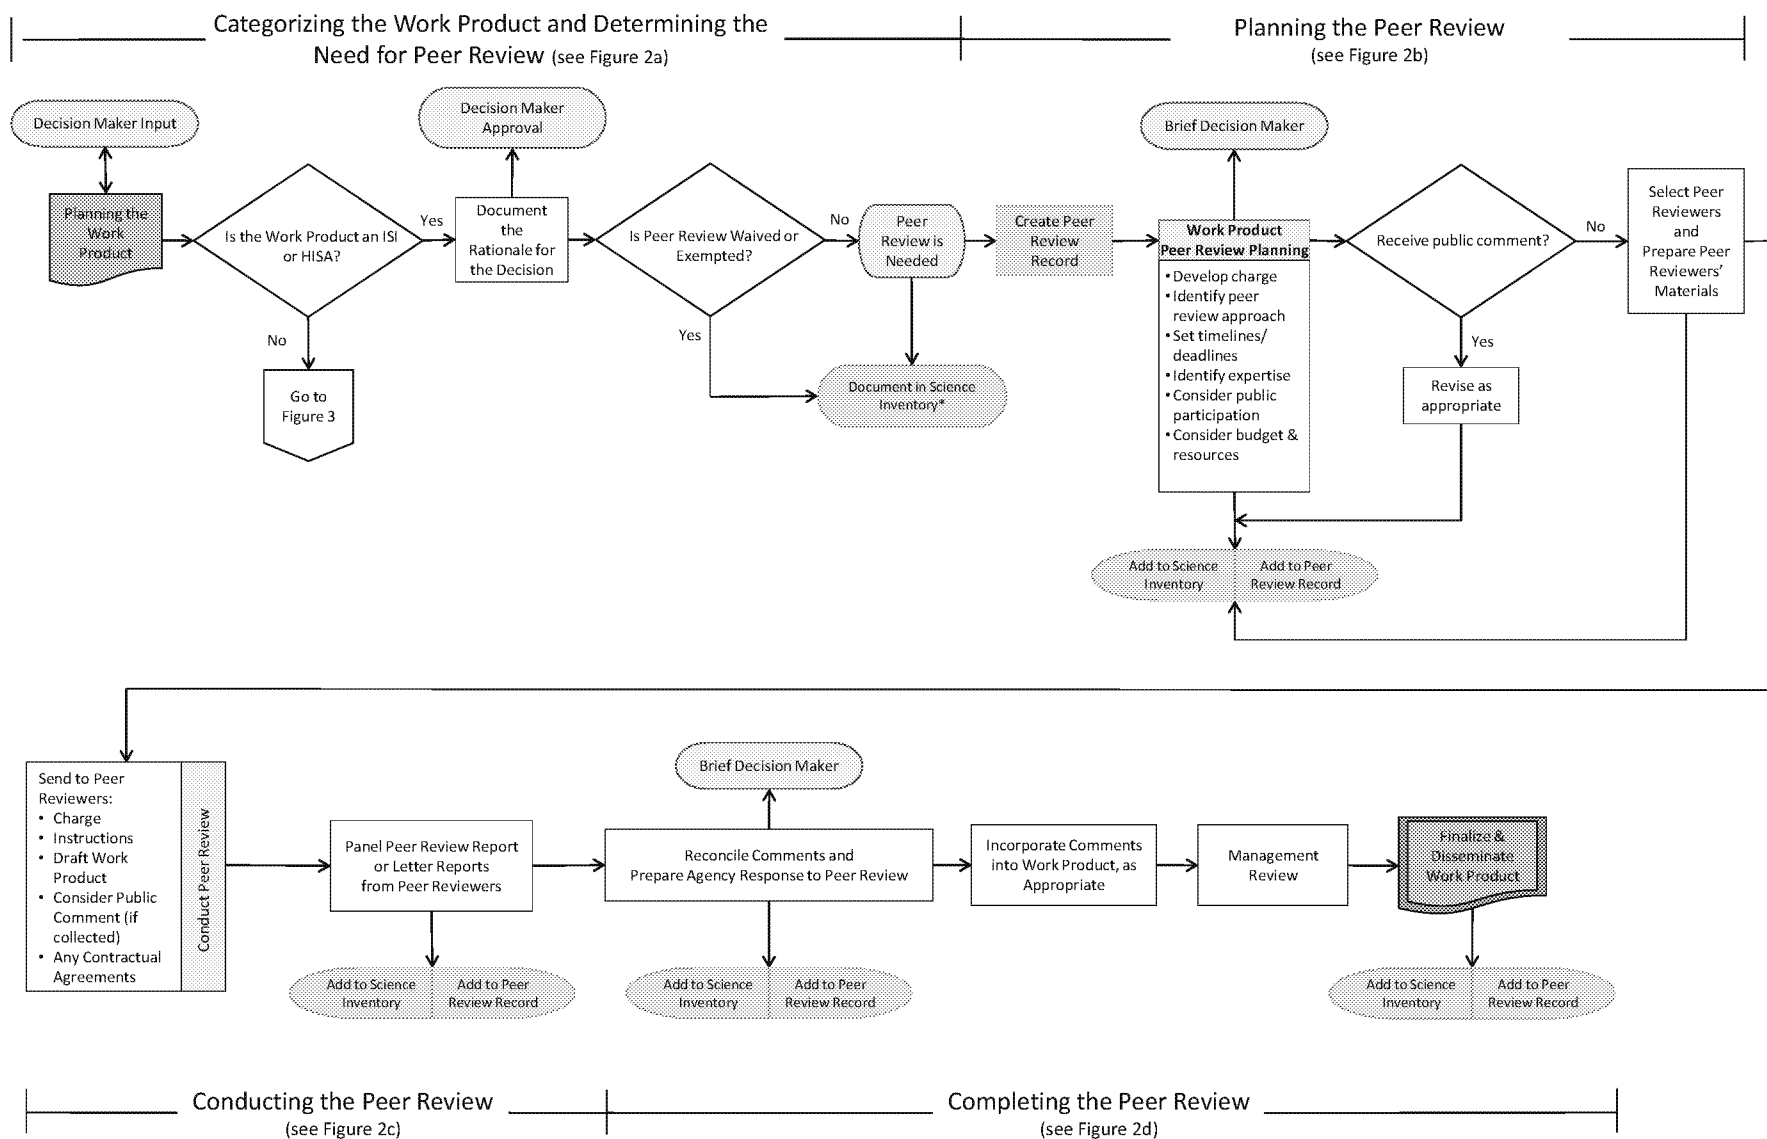 Categorizing the Work Product and Determining the
Need for Peer Review (see Figure 2a)
Planning the Peer Review
(see Figure 2b)
Decision Maker Input
Planning the
Work
Product
Is the Work Product an ISI
or HISA?
Yes
No
Go to
Figure 3
Decision Maker
Approval
Document
the
Rationale for
the Decision
Is Peer Review Waived or
Exempted?
No
Yes
Peer
Review is
Needed
Document in Science
Inventory*
Create Peer
Review
Record
Brief Decision Maker
Work Product
Peer Review Planning
• Develop charge
• Identify peer
review approach
• Set timelines/
deadlines
• Identify expertise
• Consider public
participation
• Consider budget &
resources
Receive public comment?
No
Yes
Revise as
appropriate
Select Peer
Reviewers
and
Prepare Peer
Reviewers'
Materials
Add to Science
Inventory
Add to Peer
Review Record
Send to Peer
Reviewers:
• Charge
• Instructions
• Draft Work
Product
• Consider Public
Comment (if
collected)
• Any Contractual
Agreements
Conduct Peer Review
Panel Peer Review Report
or Letter Reports
from Peer Reviewers
Add to Science
Inventory
Add to Peer
Review Record
Brief Decision Maker
Reconcile Comments and
Prepare Agency Response to Peer Review
Add to Science
Inventory
Add to Peer
Review Record
Incorporate Comments
into Work Product, as
Appropriate
Management
Review
Finalize &
Disseminate
Work Product
Add to Science
Inventory
Add to Peer
Review Record
Conducting the Peer Review
(see Figure 2c)
Completing the Peer Review
(see Figure 2d)